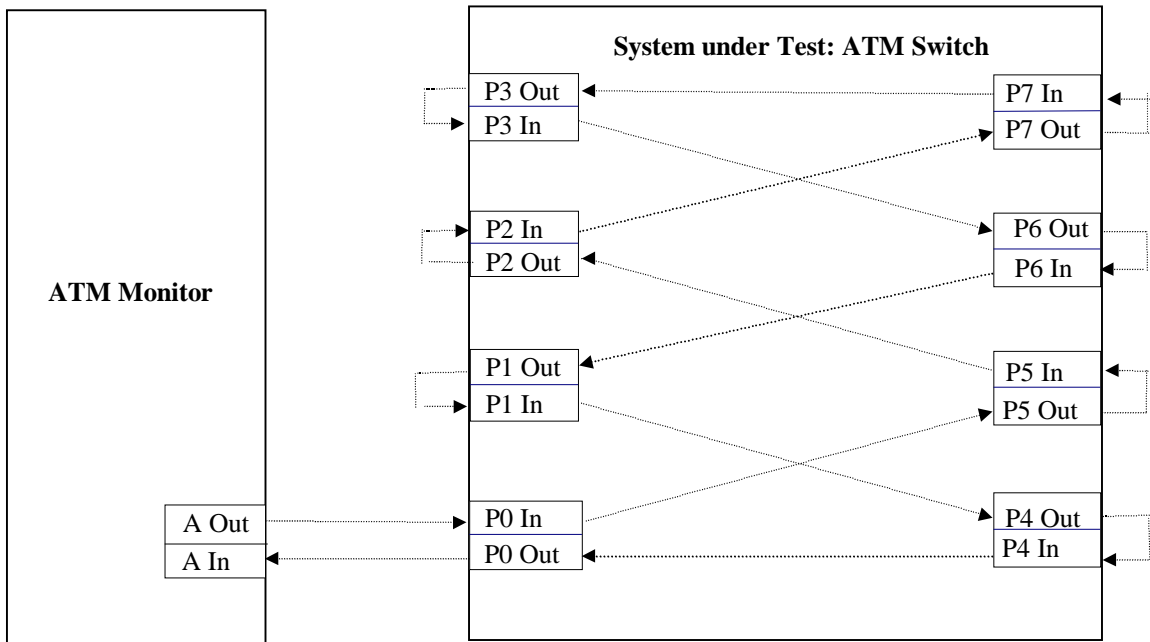 System under Test: ATM Switch
P3 Out
P3 In
P7 In
P7 Out
P2 In
P2 Out
P6 Out
P6 In
ATM Monitor
P1 Out
P1 In
P5 In
P5 Out
A Out
A In
P0 In
P0 Out
P4 Out
P4 In